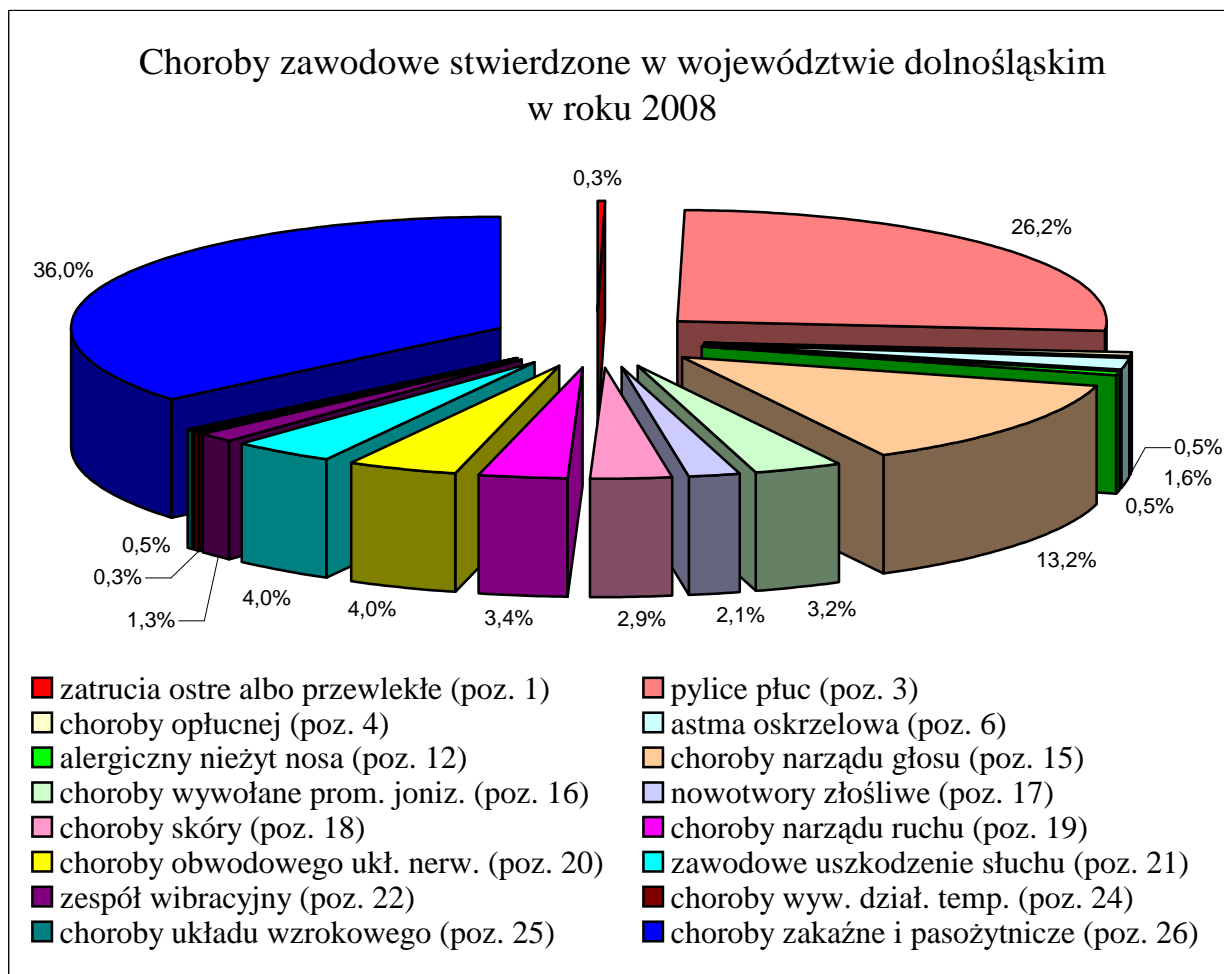 Choroby zawodowe stwierdzone w województwie dolnośląskim
w roku 2008
0,3%
26,2%
36,0%
0,5%
1,6%
0,5%
13,2%
3,2%
2,1%
2,9%
3,4%
4,0%
4,0%
1,3%
0,3%
0,5%
zatrucia ostre albo przewlekłe (poz. 1)
pylice płuc (poz. 3)
choroby opłucnej (poz. 4)
astma oskrzelowa (poz. 6)
alergiczny nieżyt nosa (poz. 12)
choroby narządu głosu (poz. 15)
choroby wywołane prom. joniz. (poz. 16)
nowotwory złośliwe (poz. 17)
choroby skóry (poz. 18)
choroby narządu ruchu (poz. 19)
choroby obwodowego ukł. nerw. (poz. 20)
zawodowe uszkodzenie słuchu (poz. 21)
zespół wibracyjny (poz. 22)
choroby wyw. dział. temp. (poz. 24)
choroby układu wzrokowego (poz. 25)
choroby zakaźne i pasożytnicze (poz. 26)